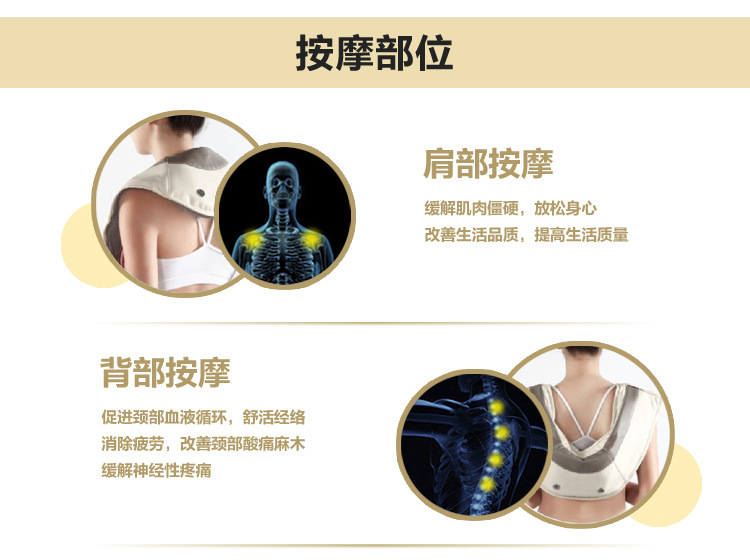 按摩部位
肩部按摩
缓解肌肉僵硬，放松身心
改善生活品质，提高生活质量
背部按摩
促进颈部血液循环，舒活经络
消除疲劳，改善颈部酸痛麻木
缓解神经性疼痛